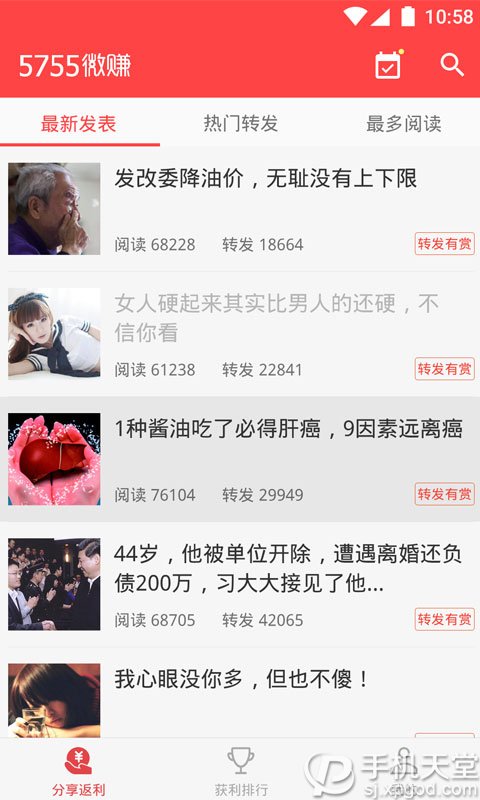 10:58
5755微赚
最新发表
热门转发
最多阅读
发改委降油价，无耻没有上下限
阅读 68228 转发 18664
转发有赏
女人硬起来其实比男人的还硬，不
信你看
阅读 61238 转发 22841
转发有赏
1种酱油吃了必得肝癌，9因素远离癌
阅读 76104 转发 29949
转发有赏
44岁，他被单位开除，遭遇离婚还负
债200万，习大大接见了他...
阅读 68705 转发 42065
转发有赏
我心眼没你多，但也不傻！
分享返利
获利排行
手机天堂
sj.xpgod.com